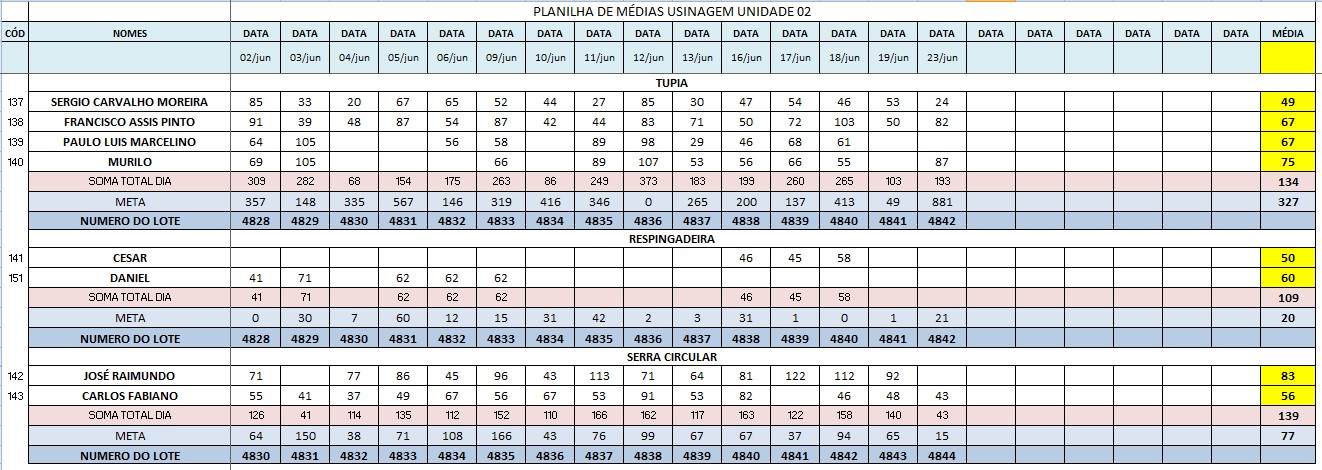 PLANILHA DE MÉDIAS USINAGEM UNIDADE 02
CÓD NOMES DATA DATA DATA DATA DATA DATA DATA DATA DATA DATA DATA DATA DATA DATA DATA DATA DATA DATA DATA DATA DATA MÉDIA
02/jun 03/jun 04/jun 05/jun 06/jun 09/jun 10/jun 11/jun 12/jun 13/jun 16/jun 17/jun 18/jun 19/jun 23/jun
TUPIA
137 SERGIO CARVALHO MOREIRA 85 33 20 67 65 52 44 27 85 30 47 54 46 53 24 49
138 FRANCISCO ASSIS PINTO 91 39 48 87 54 87 42 44 83 71 50 72 103 50 82 67
139 PAULO LUIS MARCELINO 64 105 56 58 89 98 29 46 68 61 67
140 MURILO 69 105 66 89 107 53 56 66 55 87 75
SOMA TOTAL DIA 309 282 68 154 175 263 86 249 373 183 199 260 265 103 193 134
META 357 148 335 567 146 319 416 346 0 265 200 137 413 49 881 327
NUMERO DO LOTE 4828 4829 4830 4831 4832 4833 4834 4835 4836 4837 4838 4839 4840 4841 4842
RESPINGADEIRA
141 CESAR 46 45 58 50
151 DANIEL 41 71 62 62 62 60
SOMA TOTAL DIA 41 71 62 62 62 46 45 58 109
META 0 30 7 60 12 15 31 42 2 3 31 1 0 1 21 20
NUMERO DO LOTE 4828 4829 4830 4831 4832 4833 4834 4835 4836 4837 4838 4839 4840 4841 4842
SERRA CIRCULAR
142 JOSÉ RAIMUNDO 71 77 86 45 96 43 113 71 64 81 122 112 92 83
143 CARLOS FABIANO 55 41 37 49 67 56 67 53 91 53 82 46 48 43 56
SOMA TOTAL DIA 126 41 114 135 112 152 110 166 162 117 163 122 158 140 43 139
META 64 150 38 71 108 166 43 76 99 67 67 37 94 65 15 77
NUMERO DO LOTE 4830 4831 4832 4833 4834 4835 4836 4837 4838 4839 4840 4841 4842 4843 4844